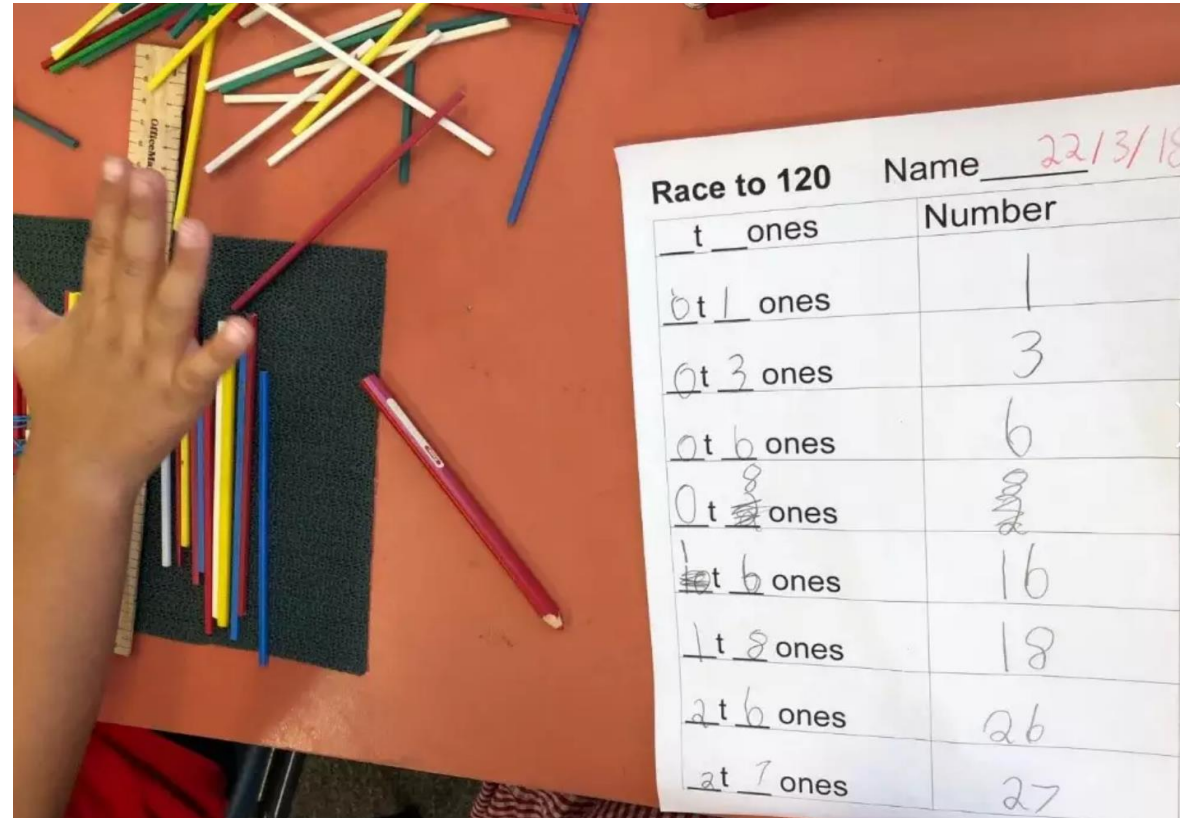 OfficeMa
Race to 120 Name______ 22/3/18
__t __ones Number
0t 1 ones 1
0t 3 ones 3
0t 6 ones 6
0t 8 ones 8
1t 6 ones 16
1t 8 ones 18
2t 6 ones 26
2t 7 ones 27